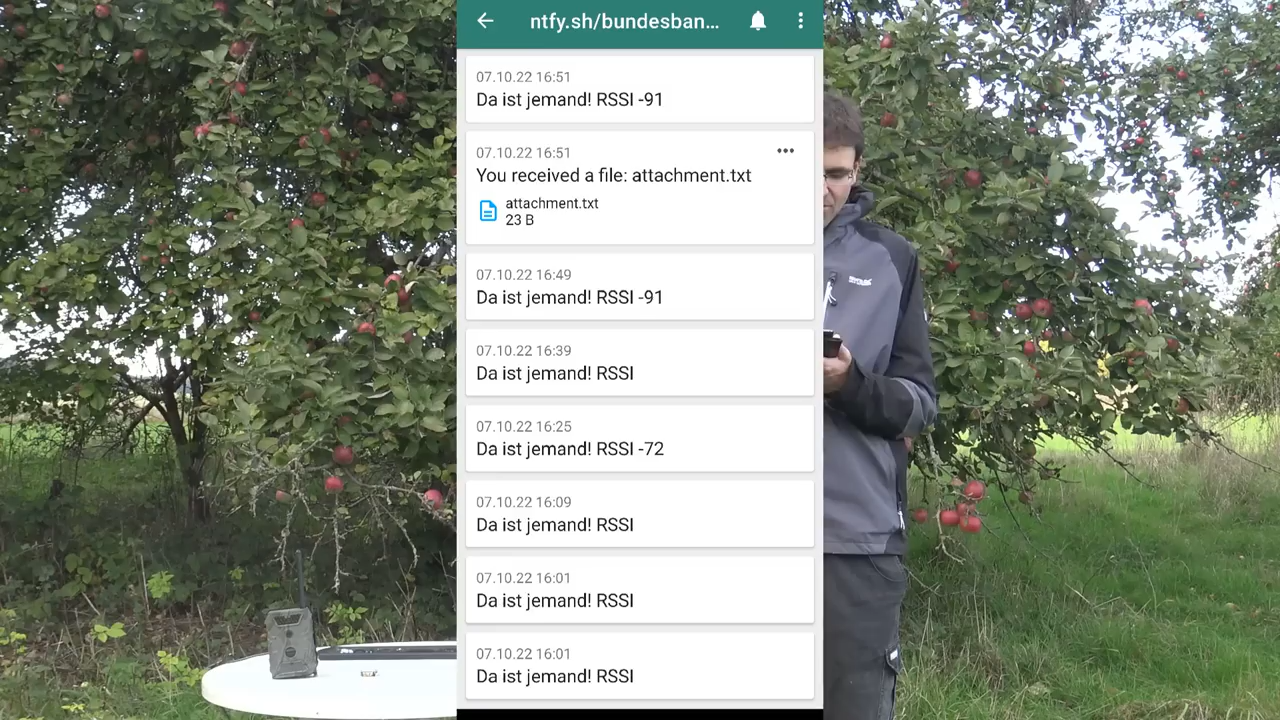 ntfy.sh/bundesban...
07.10.22 16:51
Da ist jemand! RSSI -91
07.10.22 16:51
You received a file: attachment.txt
attachment.txt
23 B
07.10.22 16:49
Da ist jemand! RSSI -91
07.10.22 16:39
Da ist jemand! RSSI
07.10.22 16:25
Da ist jemand! RSSI -72
07.10.22 16:09
Da ist jemand! RSSI
07.10.22 16:01
Da ist jemand! RSSI
07.10.22 16:01
Da ist jemand! RSSI